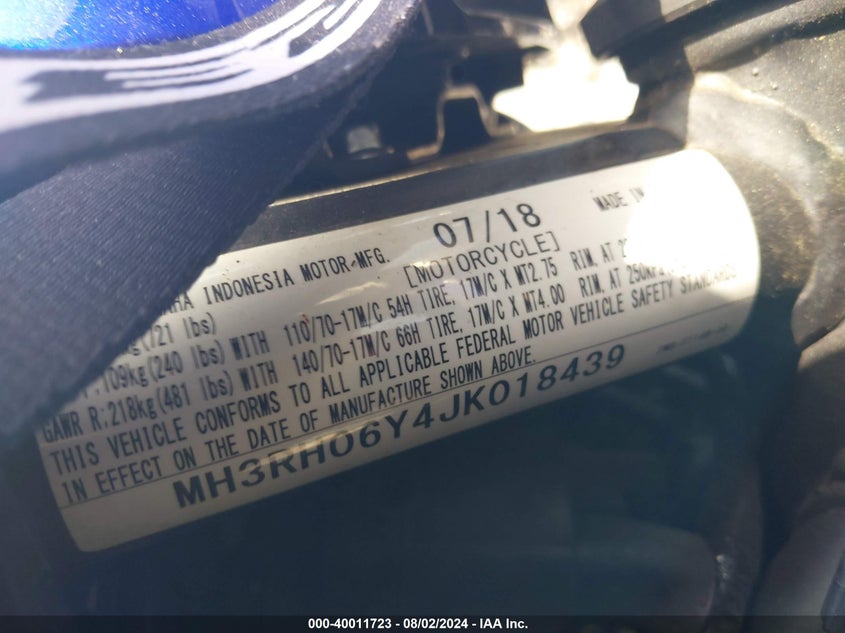 07/18
MADE IN
AHA INDONESIA MOTOR MFG.
[MOTORCYCLE]
(721 lbs)
109kg(240 lbs)WITH 110/70-17M/C 54H TIRE, 17M/C X MT2.75 RIM, AT
GAWR R:218kg(481 lbs)WITH 140/70-17M/C 66H TIRE, 17M/C X MT4.00 RIM, AT 250KPa
THIS VEHICLE CONFORMS TO ALL APPLICABLE FEDERAL MOTOR VEHICLE SAFETY STANDARDS
IN EFFECT ON THE DATE OF MANUFACTURE SHOWN ABOVE.
MH3RH06Y4JK018439
000-40011723 - 08/02/2024 - IAA Inc.